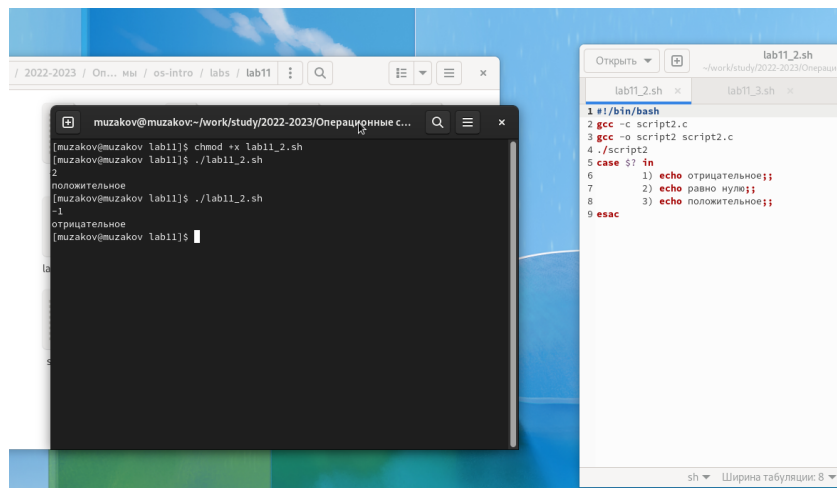 / 2022-2023 / Оп... мы / os-intro / labs / lab11
muzakov@muzakov:~/work/study/2022-2023/Операционные с...
[muzakov@muzakov lab11]$ chmod +x lab11_2.sh
[muzakov@muzakov lab11]$ ./lab11_2.sh
2
положительное
[muzakov@muzakov lab11]$ ./lab11_2.sh
-1
отрицательное
[muzakov@muzakov lab11]$
la
s
Открыть
lab11_2.sh
~/work/study/2022-2023/Операци
lab11_2.sh
lab11_3.sh
1 #!/bin/bash
2 gcc -c script2.c
3 gcc -o script2 script2.c
4 ./script2
5 case $? in
6 1) echo отрицательное;;
7 2) echo равно нулю;;
8 3) echo положительное;;
9 esac
sh Ширина табуляции: 8